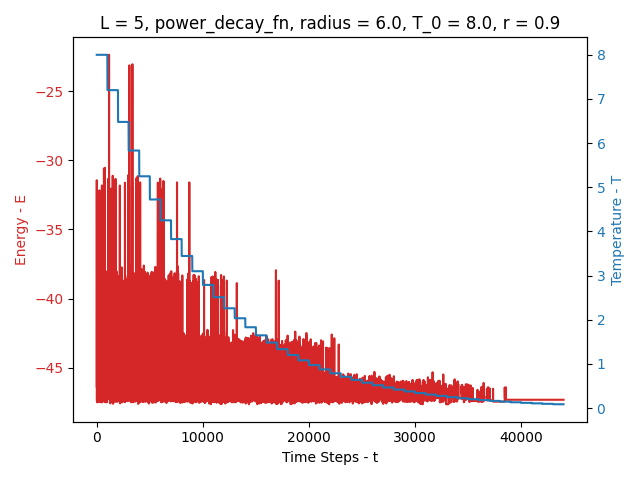 L = 5, power_decay_fn, radius = 6.0, T_0 = 8.0, r = 0.9
Energy - E
−25
−30
−35
−40
−45
8
7
6
5
4
3
2
1
0
Temperature - T
0 10000 20000 30000 40000
Time Steps - t